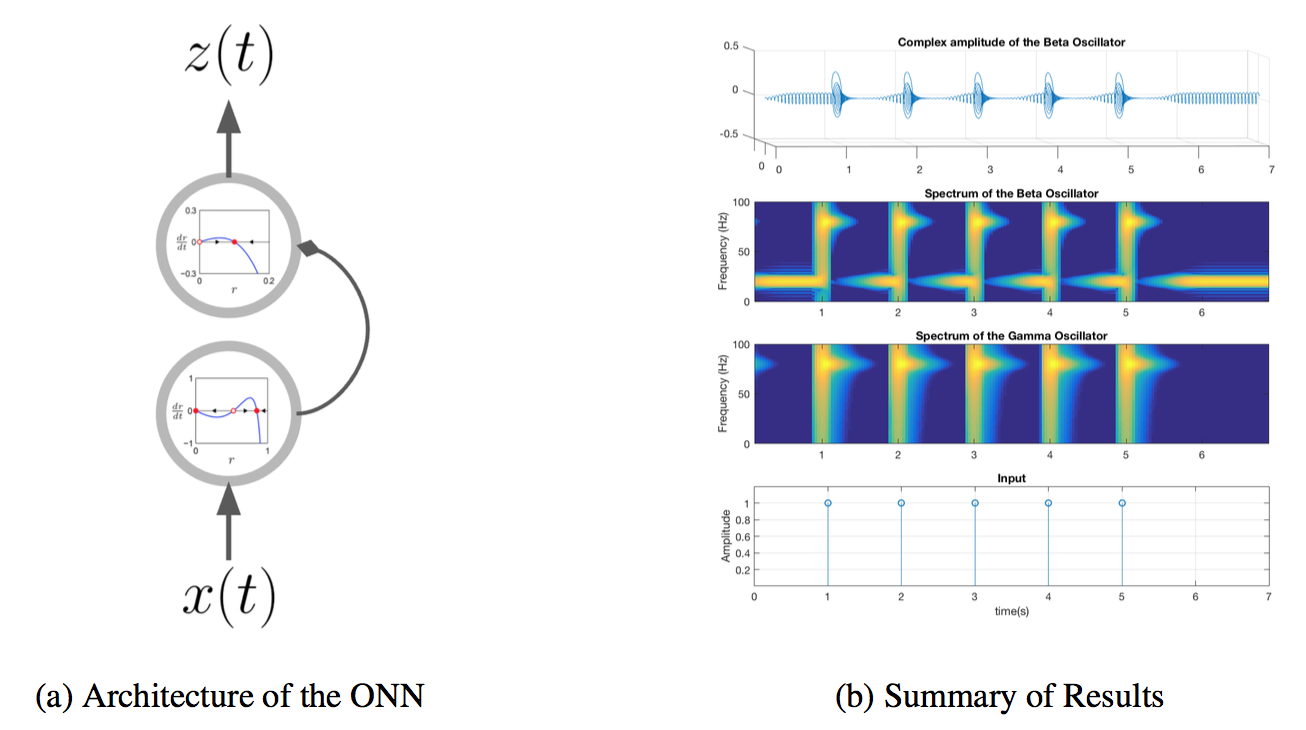 z(t)
0.3
dr/dt
0
−0.3
0
0.2
r
1
dr/dt
0
−1
0
1
r
x(t)
(a) Architecture of the ONN
Complex amplitude of the Beta Oscillator
0.5
0
-0.5
0 0 1 2 3 4 5 6 7
Spectrum of the Beta Oscillator
Frequency (Hz)
100
50
0
1 2 3 4 5 6
Spectrum of the Gamma Oscillator
Frequency (Hz)
100
50
0
1 2 3 4 5 6
Input
Amplitude
1
0.8
0.6
0.4
0.2
0 1 2 3 4 5 6 7
time(s)
(b) Summary of Results